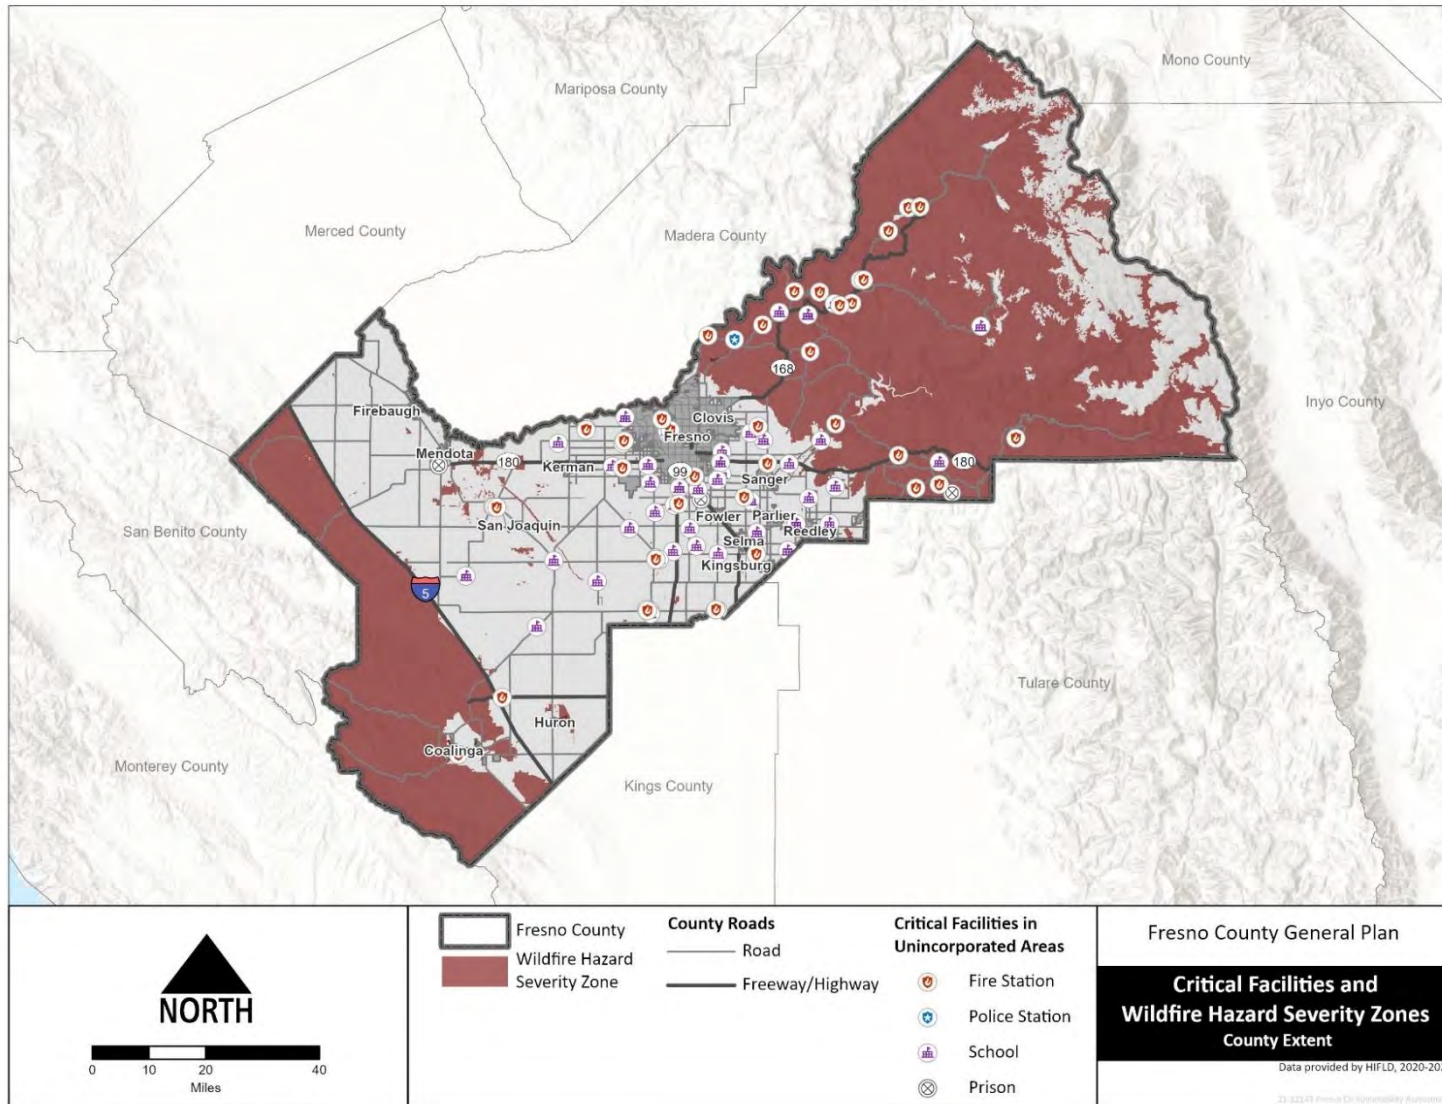 Mono County
Mariposa County
Merced County
Madera County
168
Inyo County
Firebaugh
Clovis
Fresno
Mendota
180
Kerman
99
Sanger
180
San Joaquin
Fowler
Parlier
Reedley
San Benito County
Selma
Kingsburg
5
Tulare County
Huron
Coalinga
Monterey County
Kings County
NORTH
0 10 20 40
Miles
Fresno County
Wildfire Hazard
Severity Zone
County Roads
Road
Freeway/Highway
Critical Facilities in
Unincorporated Areas
Fire Station
Police Station
School
Prison
Fresno County General Plan
Critical Facilities and
Wildfire Hazard Severity Zones
County Extent
Data provided by HIFLD, 2020-202